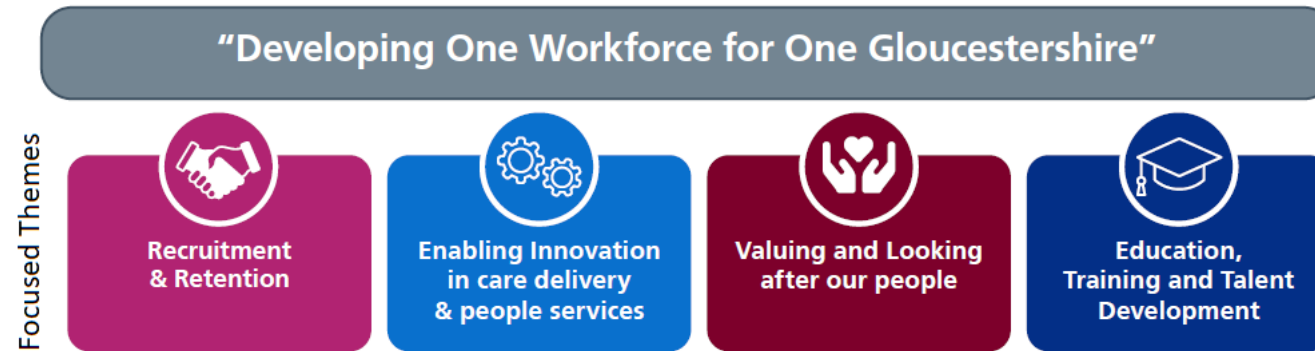 “Developing One Workforce for One Gloucestershire”
Focused Themes
Recruitment
& Retention
Enabling Innovation
in care delivery
& people services
Valuing and Looking
after our people
Education,
Training and Talent
Development